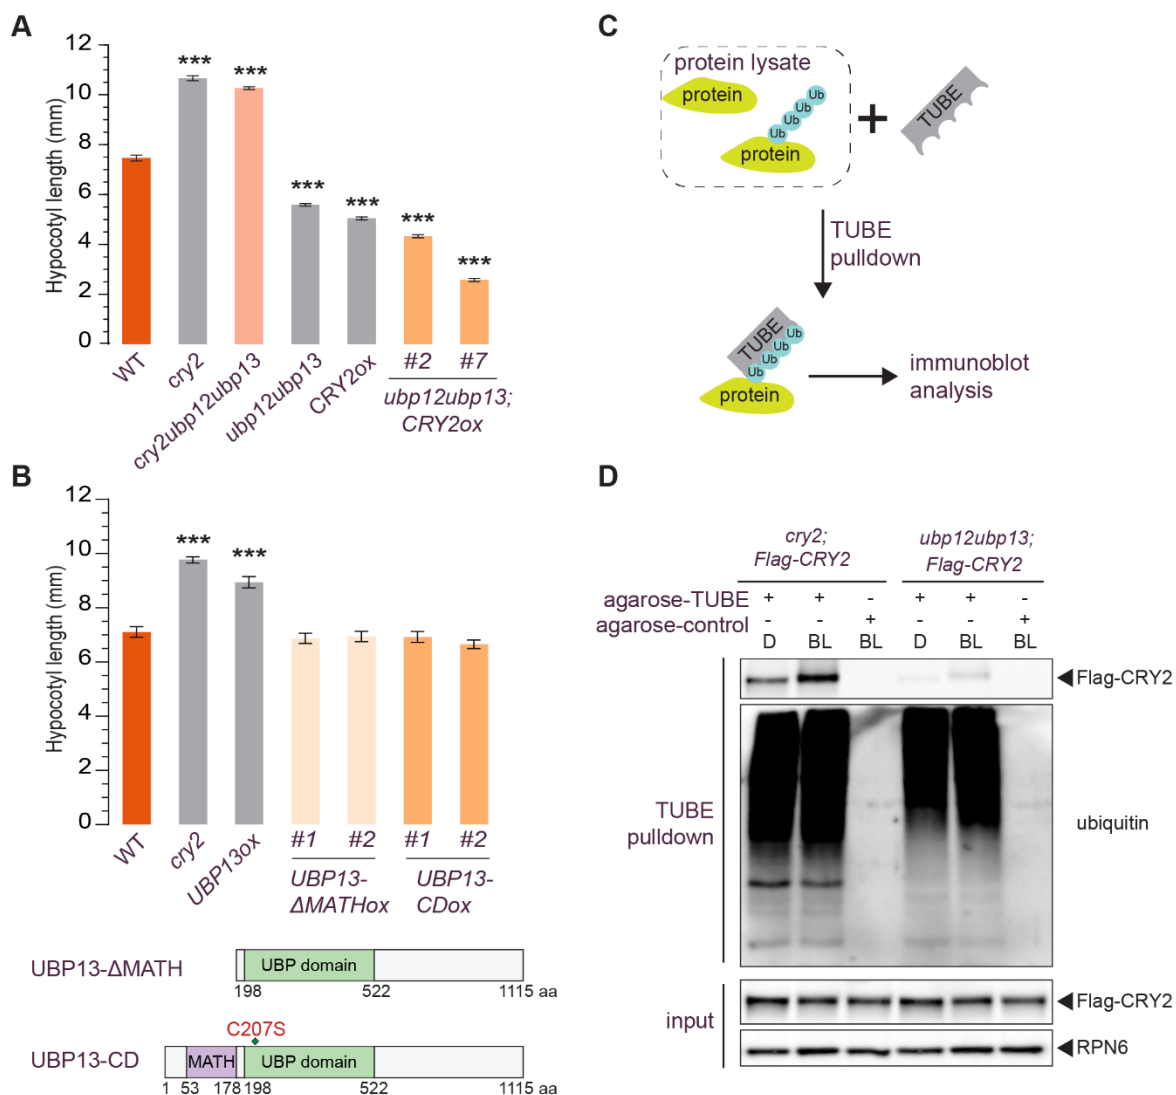 A
Hypocotyl length (mm)
12
10
8
6
4
2
0
***
***
***
***
***
***
WT
cry2
cry2ubp12ubp13
ubp12ubp13
CRY2ox
#2
#7
ubp12ubp13;
CRY2ox
B
Hypocotyl length (mm)
12
10
8
6
4
2
0
***
***
WT
cry2
UBP13ox
#1
#2
UBP13-
ΔMATHox
#1
#2
UBP13-
CDox
UBP13-ΔMATH
UBP domain
198
522
1115 aa
C207S
UBP13-CD
MATH
UBP domain
1
53
178
198
522
1115 aa
C
protein lysate
protein
Ub
Ub
Ub
Ub
protein
+
TUBE
TUBE
pulldown
TUBE
Ub
Ub
Ub
Ub
protein
immunoblot
analysis
D
cry2;
Flag-CRY2
ubp12ubp13;
Flag-CRY2
agarose-TUBE + + - + + -
agarose-control - - + - - +
D BL BL D BL BL
Flag-CRY2
TUBE
pulldown
ubiquitin
input
Flag-CRY2
RPN6